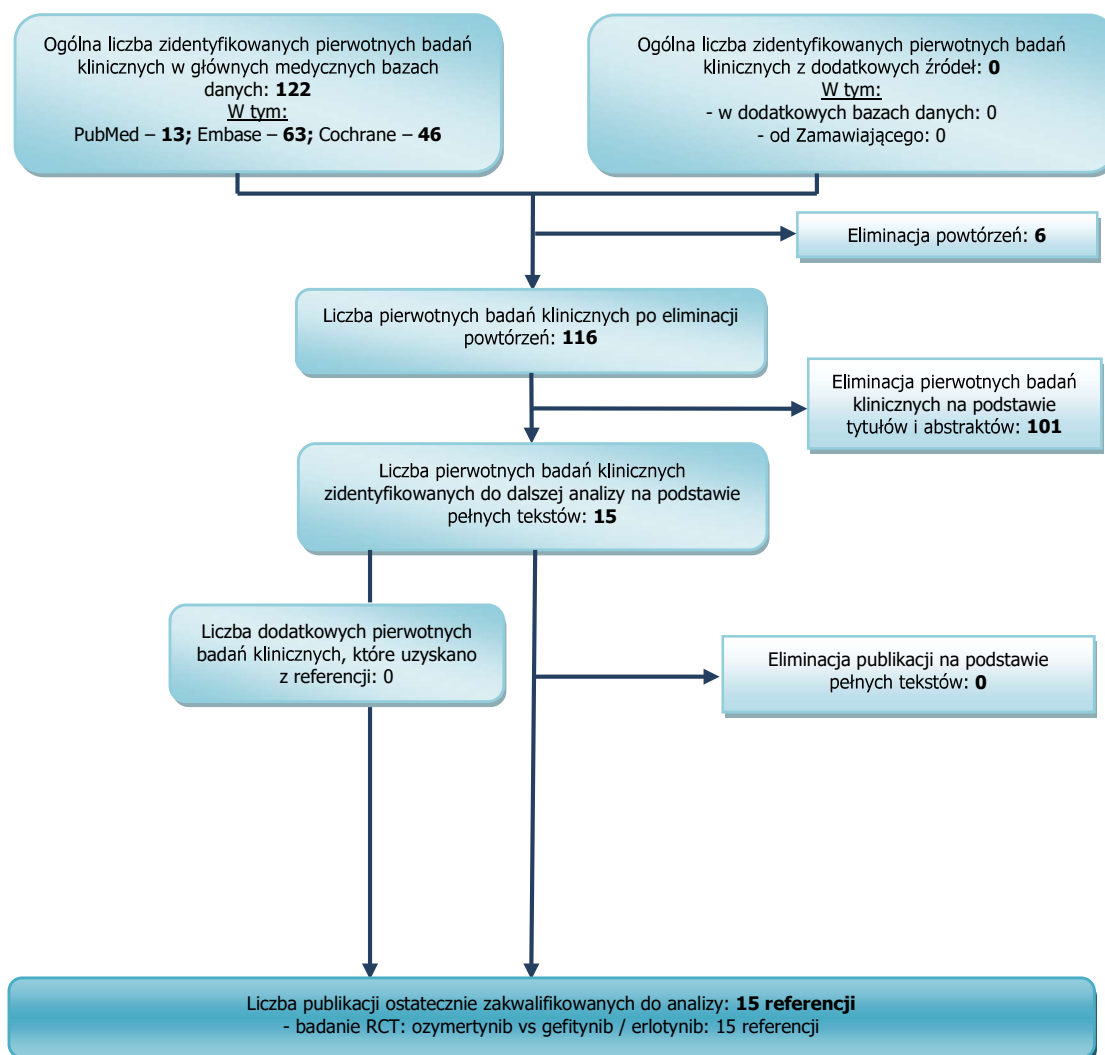 Ogólna liczba zidentyfikowanych pierwotnych badań
klinicznych w głównych medycznych bazach
danych: 122
W tym:
PubMed – 13; Embase – 63; Cochrane – 46
Ogólna liczba zidentyfikowanych pierwotnych badań
klinicznych z dodatkowych źródeł: 0
W tym:
- w dodatkowych bazach danych: 0
- od Zamawiającego: 0
Eliminacja powtórzeń: 6
Liczba pierwotnych badań klinicznych po eliminacji
powtórzeń: 116
Eliminacja pierwotnych badań
klinicznych na podstawie
tytułów i abstraktów: 101
Liczba pierwotnych badań klinicznych
zidentyfikowanych do dalszej analizy na podstawie
pełnych tekstów: 15
Liczba dodatkowych pierwotnych
badań klinicznych, które uzyskano
z referencji: 0
Eliminacja publikacji na podstawie
pełnych tekstów: 0
Liczba publikacji ostatecznie zakwalifikowanych do analizy: 15 referencji
- badanie RCT: ozymertynib vs gefitynib / erlotynib: 15 referencji